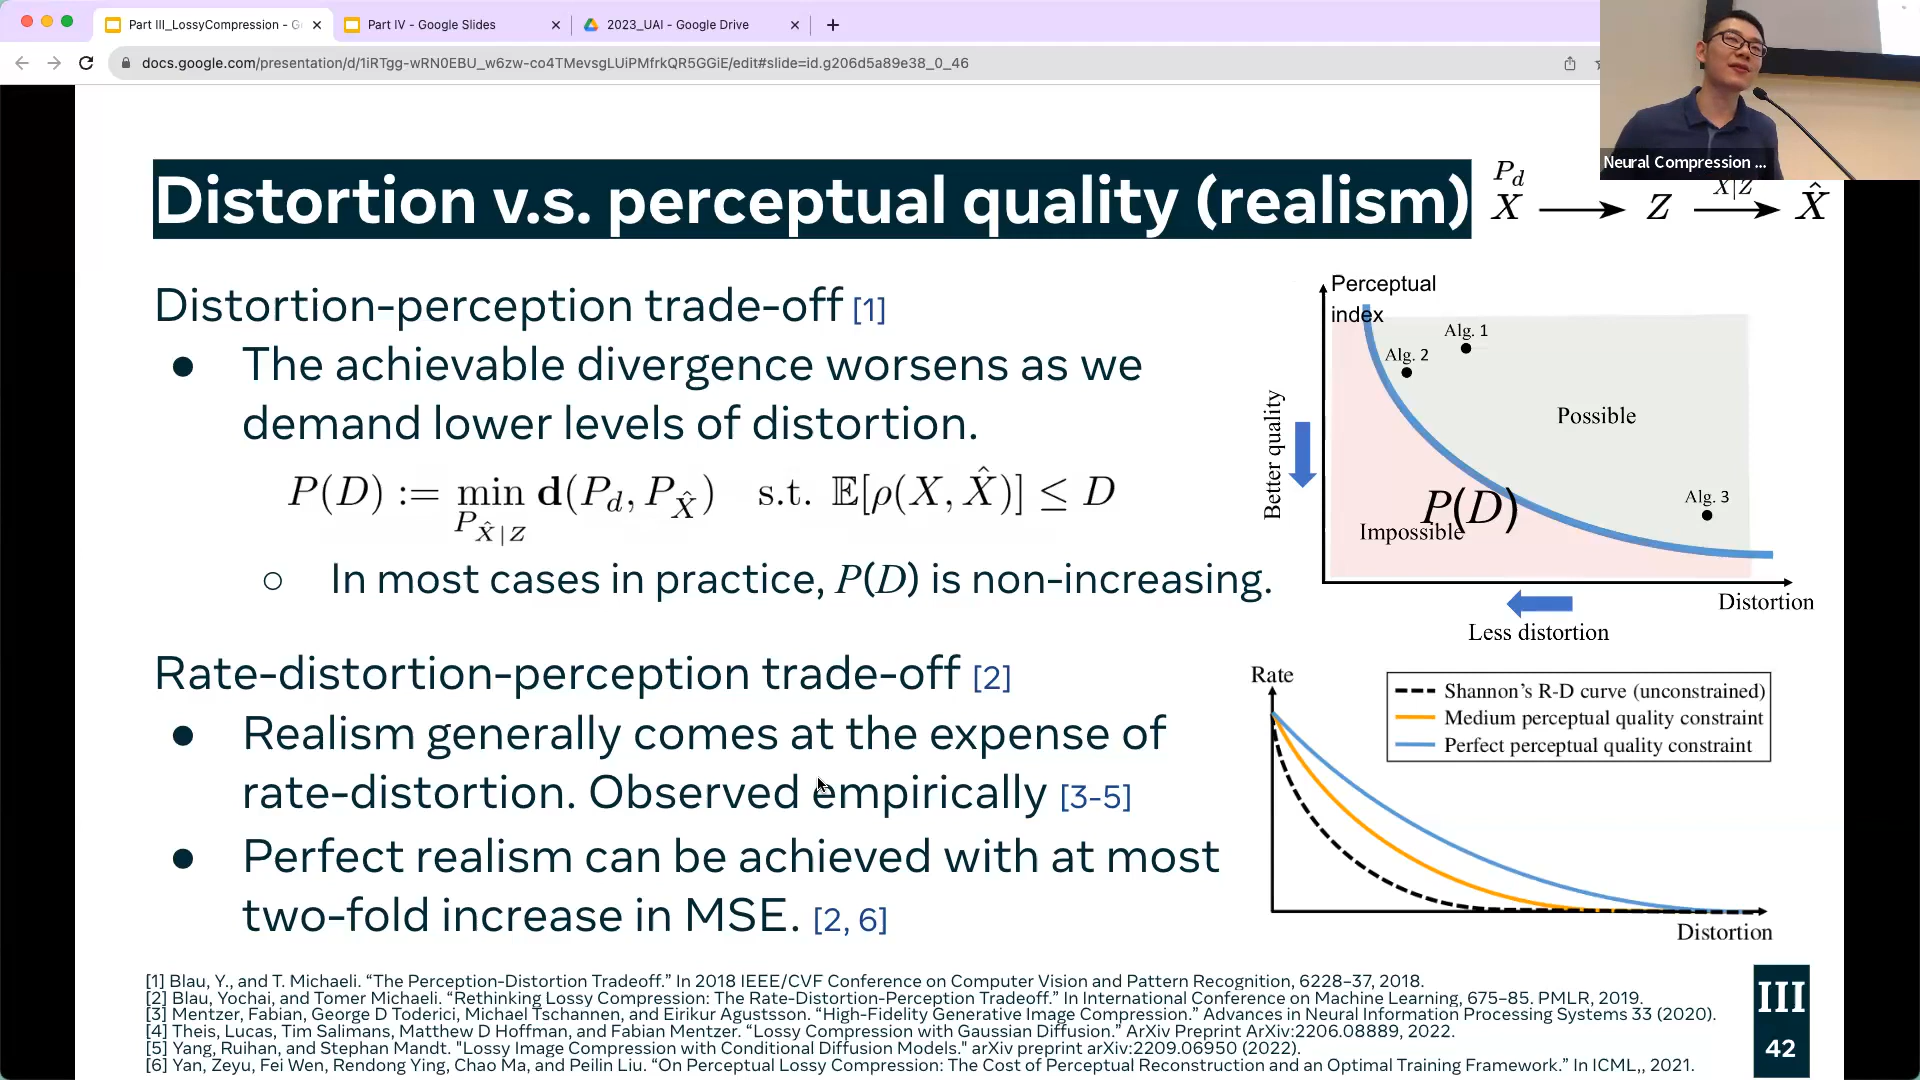 Part III_LossyCompression - G
Part IV - Google Slides
2023_UAI - Google Drive
docs.google.com/presentation/d/1iRTgg-wRN0EBU_w6zw-co4TMevsgLUiPMfrkQR5GGiE/edit#slide=id.g206d5a89e38_0_46
Neural Compression ...
Distortion v.s. perceptual quality (realism)
P_d X → Z → X̂
X|Z
Distortion-perception trade-off [1]
● The achievable divergence worsens as we
demand lower levels of distortion.
P(D) := min_{P_{X̂|Z}} d(P_d, P_{X̂}) s.t. 𝔼[ρ(X, X̂)] ≤ D
○ In most cases in practice, P(D) is non-increasing.
Rate-distortion-perception trade-off [2]
● Realism generally comes at the expense of
rate-distortion. Observed empirically [3-5]
● Perfect realism can be achieved with at most
two-fold increase in MSE. [2, 6]
Perceptual
index
Alg. 1
Alg. 2
Possible
Better quality
Alg. 3
P(D)
Impossible
Distortion
Less distortion
Rate
Shannon's R-D curve (unconstrained)
Medium perceptual quality constraint
Perfect perceptual quality constraint
Distortion
[1] Blau, Y., and T. Michaeli. “The Perception-Distortion Tradeoff.” In 2018 IEEE/CVF Conference on Computer Vision and Pattern Recognition, 6228–37, 2018.
[2] Blau, Yochai, and Tomer Michaeli. “Rethinking Lossy Compression: The Rate-Distortion-Perception Tradeoff.” In International Conference on Machine Learning, 675–85. PMLR, 2019.
[3] Mentzer, Fabian, George D Toderici, Michael Tschannen, and Eirikur Agustsson. “High-Fidelity Generative Image Compression.” Advances in Neural Information Processing Systems 33 (2020).
[4] Theis, Lucas, Tim Salimans, Matthew D Hoffman, and Fabian Mentzer. “Lossy Compression with Gaussian Diffusion.” ArXiv Preprint ArXiv:2206.08889, 2022.
[5] Yang, Ruihan, and Stephan Mandt. "Lossy Image Compression with Conditional Diffusion Models." arXiv preprint arXiv:2209.06950 (2022).
[6] Yan, Zeyu, Fei Wen, Rendong Ying, Chao Ma, and Peilin Liu. “On Perceptual Lossy Compression: The Cost of Perceptual Reconstruction and an Optimal Training Framework.” In ICML,, 2021.
III
42